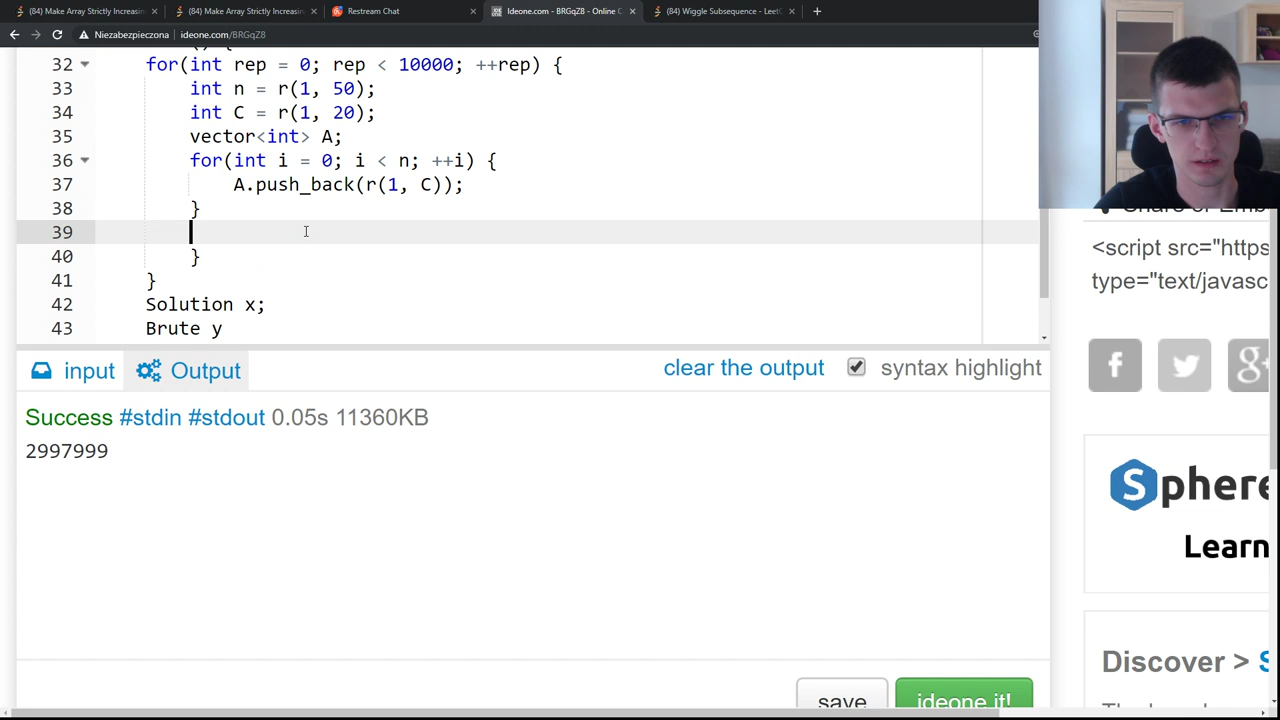 (84) Make Array Strictly Increasin
(84) Make Array Strictly Increasin
Restream Chat
Ideone.com - BRGqZ8 - Online C
(84) Wiggle Subsequence - LeetC
Niezabezpieczona | ideone.com/BRGqZ8
() {
32 for(int rep = 0; rep < 10000; ++rep) {
33 int n = r(1, 50);
34 int C = r(1, 20);
35 vector<int> A;
36 for(int i = 0; i < n; ++i) {
37 A.push_back(r(1, C));
38 }
39
40 }
41 }
42 Solution x;
43 Brute y
input Output clear the output syntax highlight
Success #stdin #stdout 0.05s 11360KB
2997999
save ideone it!
<script src="https
type="text/javasc
f g+
Sphere
Learn
Discover > S